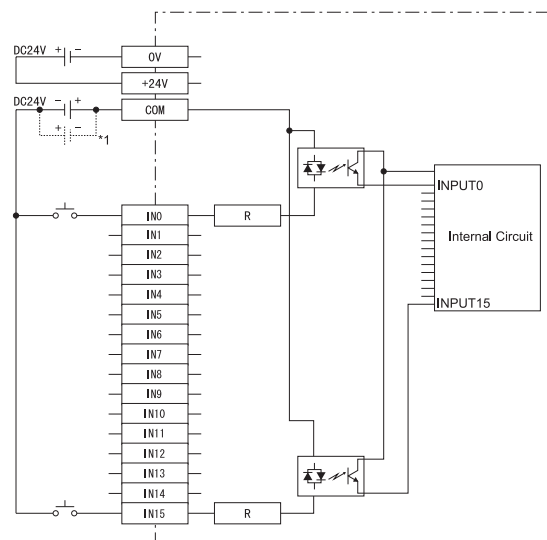 DC24V + − 0V
+24V
DC24V − + COM
+ − *1
IN0 R INPUT0
IN1
IN2 Internal Circuit
IN3
IN4
IN5
IN6 INPUT15
IN7
IN8
IN9
IN10
IN11
IN12
IN13
IN14
IN15 R